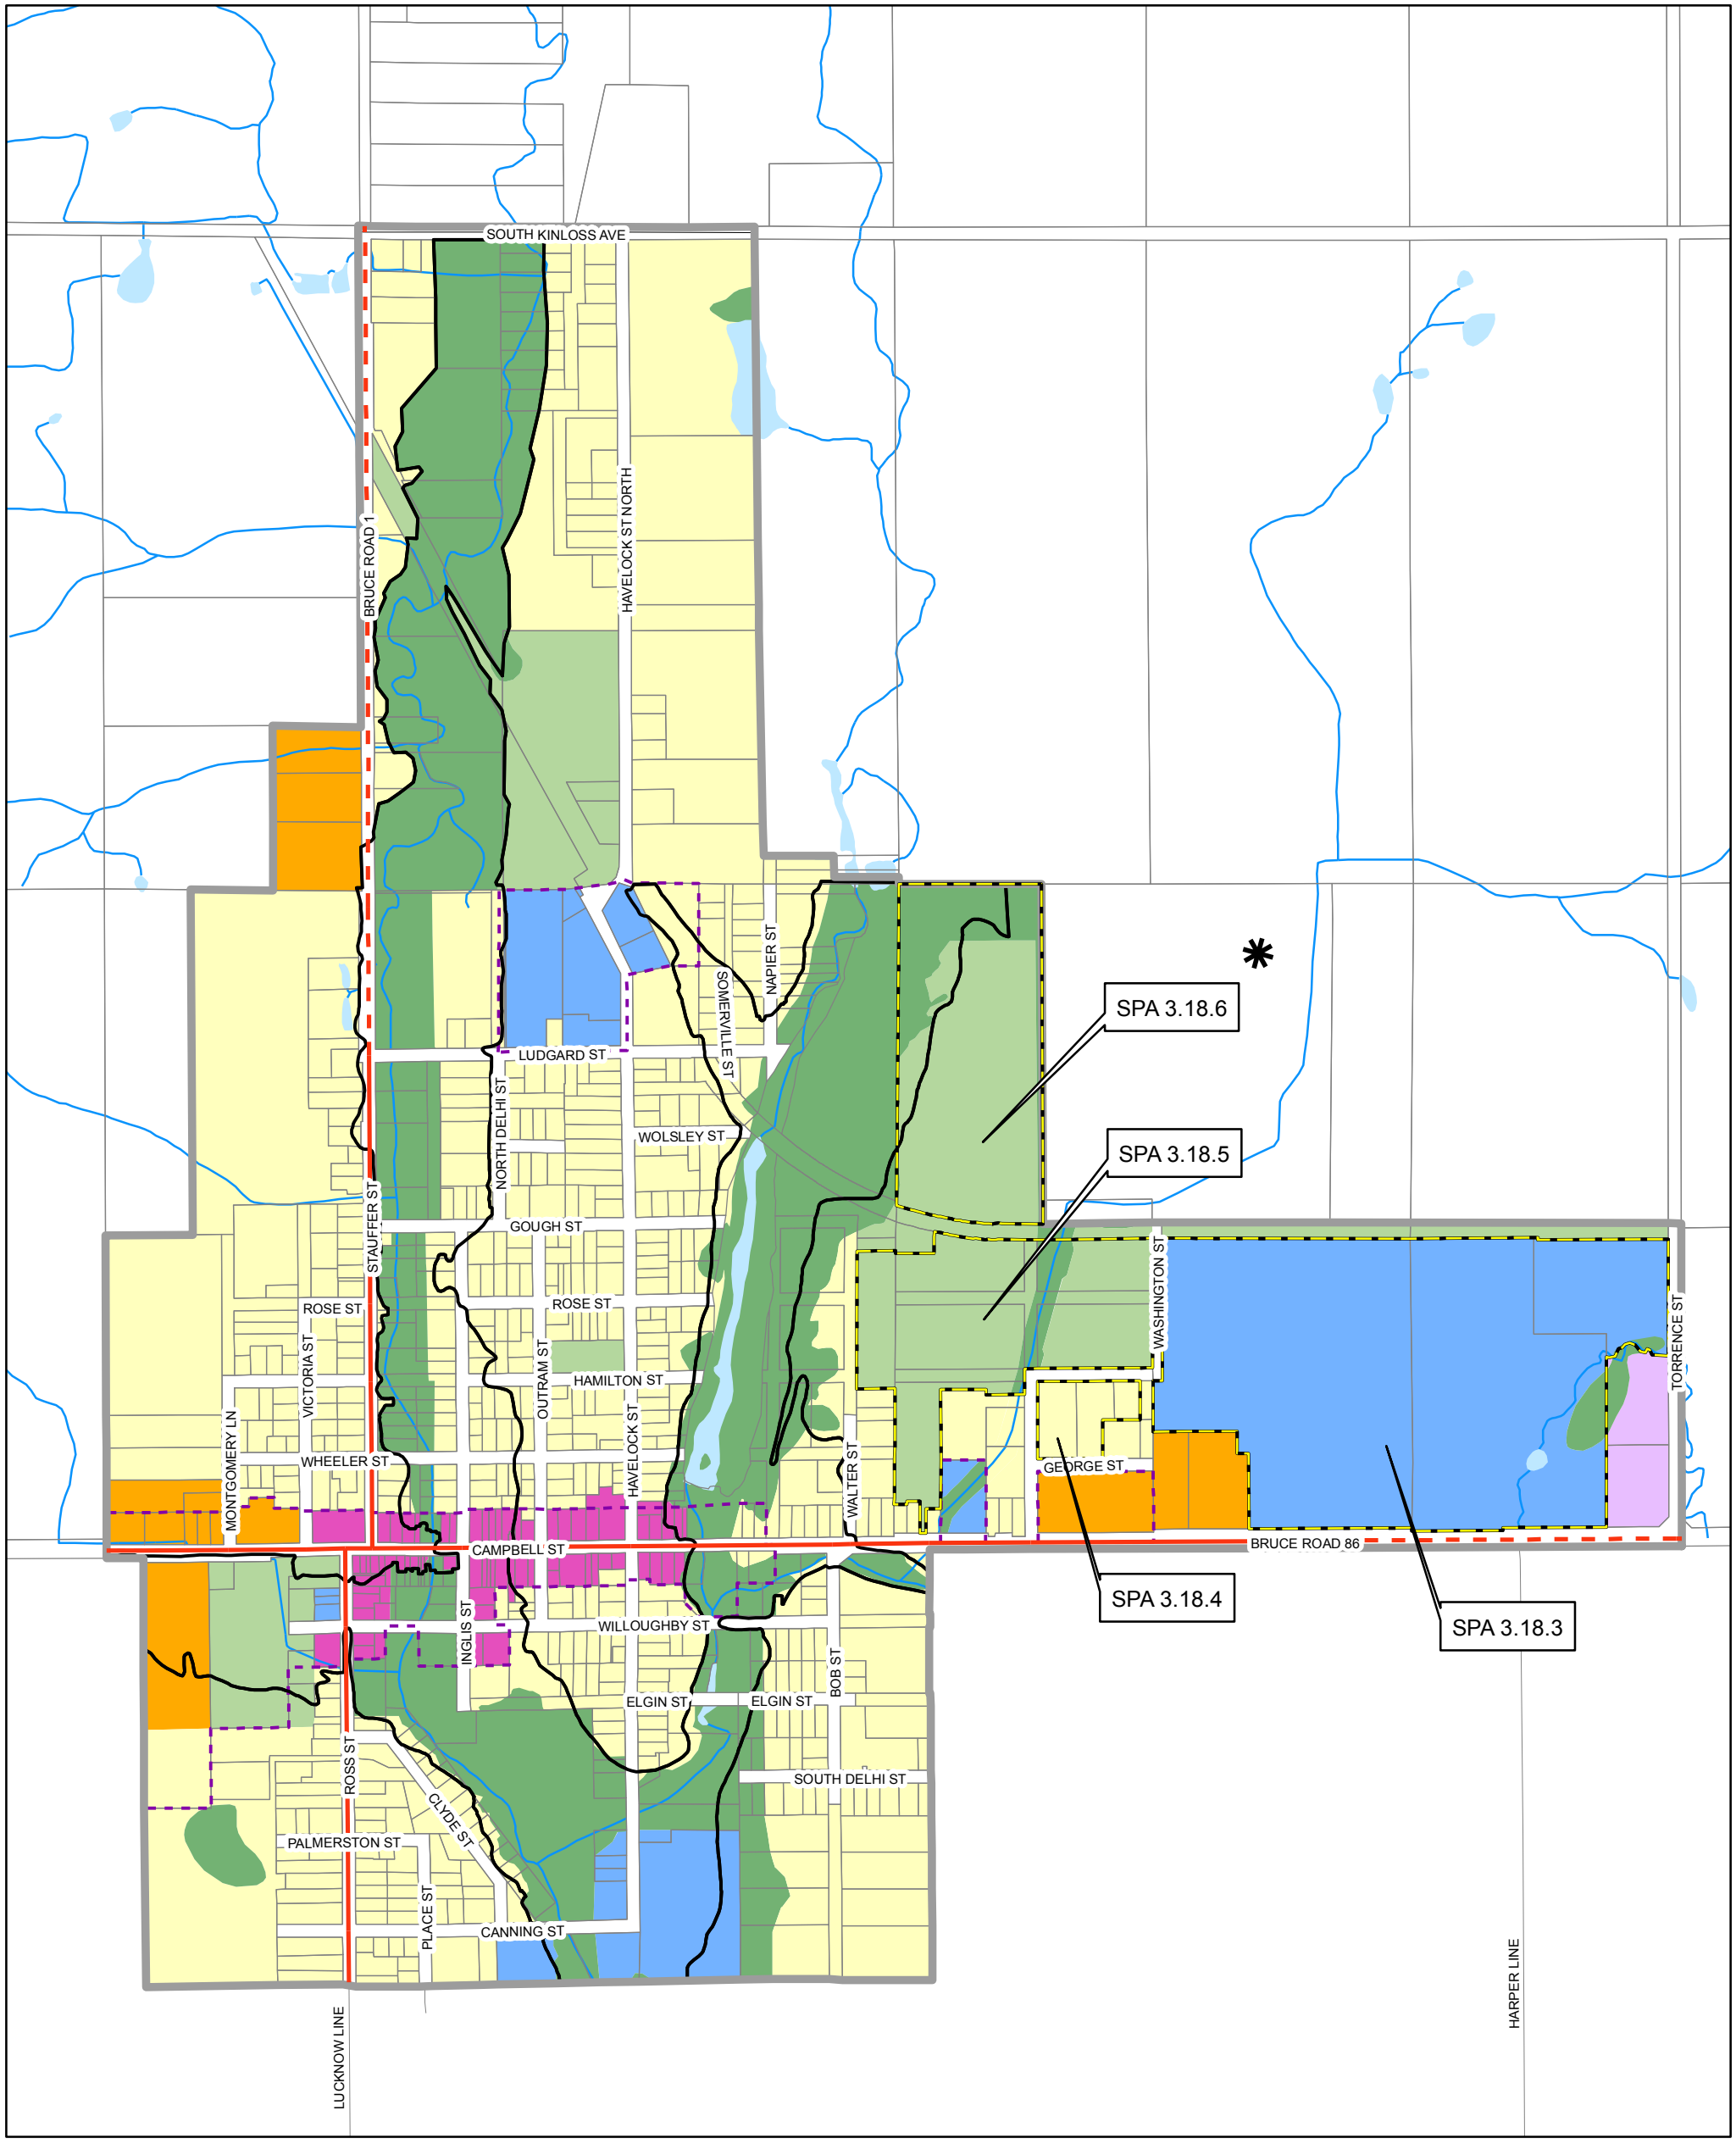 SOUTH KINLOSS AVE
HAVELOCK ST NORTH
BRUCE ROAD 1
NAPIER ST
SOMERVILLE ST
SPA 3.18.6
LUDGARD ST
NORTH DELHI ST
WOLSLEY ST
SPA 3.18.5
STAUFFER ST
GOUGH ST
WASHINGTON ST
ROSE ST
ROSE ST
TORRENCE ST
VICTORIA ST
OUTRAM ST
HAMILTON ST
MONTGOMERY LN
HAVELOCK ST
WHEELER ST
WALTER ST
GEORGE ST
CAMPBELL ST
BRUCE ROAD 86
SPA 3.18.4
SPA 3.18.3
INGLIS ST
WILLOUGHBY ST
BOB ST
ELGIN ST
ELGIN ST
ROSS ST
SOUTH DELHI ST
CLYDE ST
PALMERSTON ST
PLACE ST
CANNING ST
LUCKNOW LINE
HARPER LINE